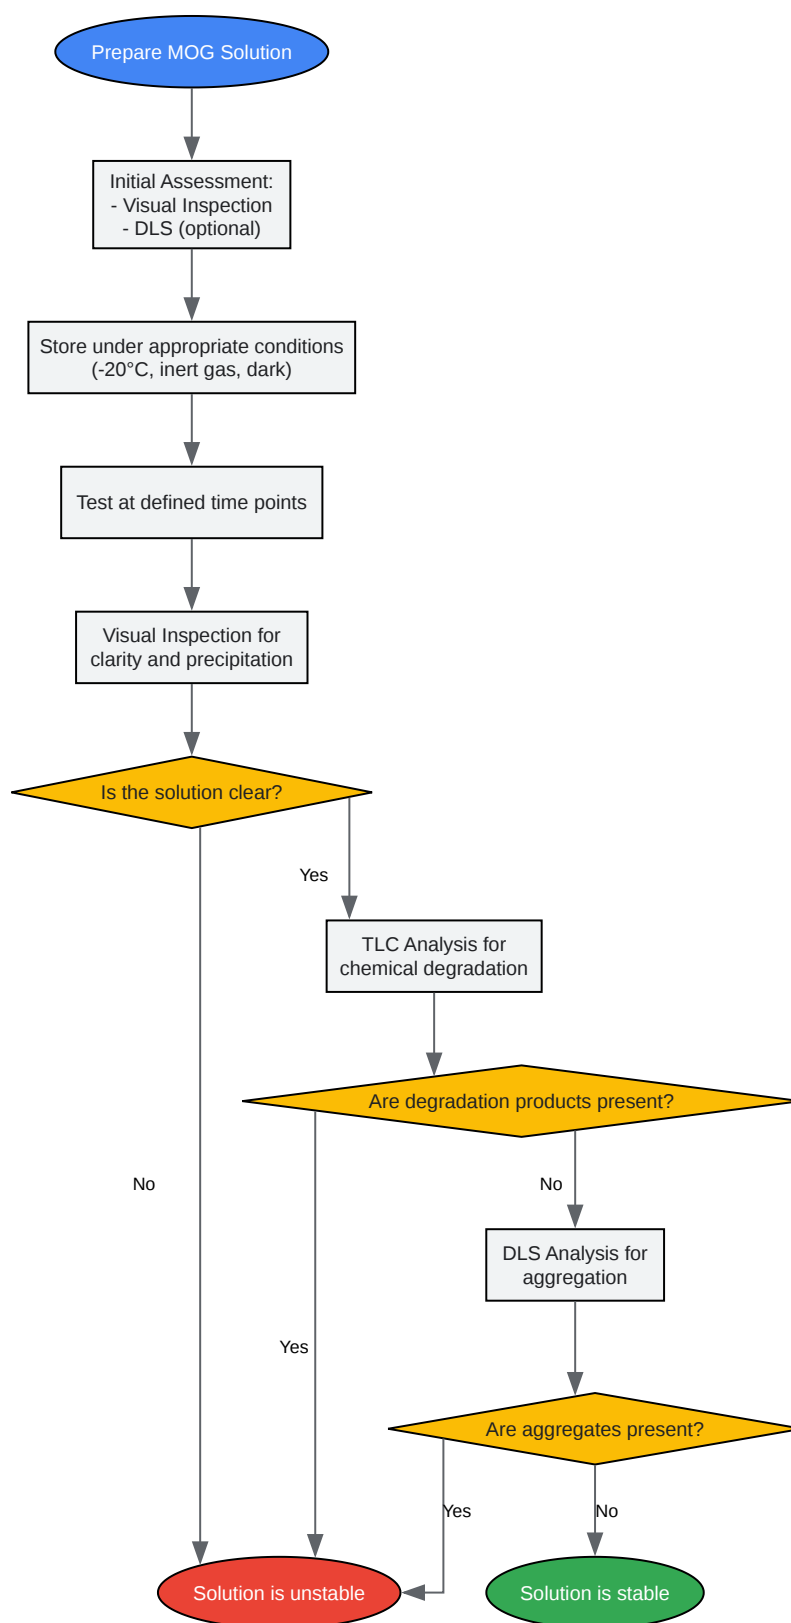 Prepare MOG Solution
Initial Assessment:
- Visual Inspection
- DLS (optional)
Store under appropriate conditions
(-20°C, inert gas, dark)
Test at defined time points
Visual Inspection for
clarity and precipitation
Is the solution clear?
Yes
TLC Analysis for
chemical degradation
Are degradation products present?
No
No
DLS Analysis for
aggregation
Yes
Are aggregates present?
Yes
No
Solution is unstable
Solution is stable